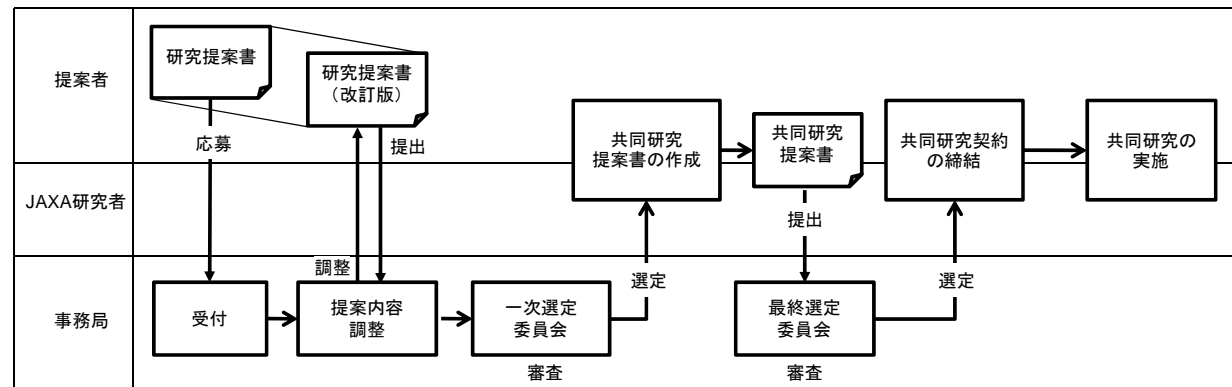 提案者
研究提案書
研究提案書
（改訂版）
応募
提出
共同研究
提案書の作成
共同研究
提案書
共同研究契約
の締結
共同研究の
実施
JAXA研究者
提出
調整
選定
選定
事務局
受付
提案内容
調整
一次選定
委員会
最終選定
委員会
審査
審査